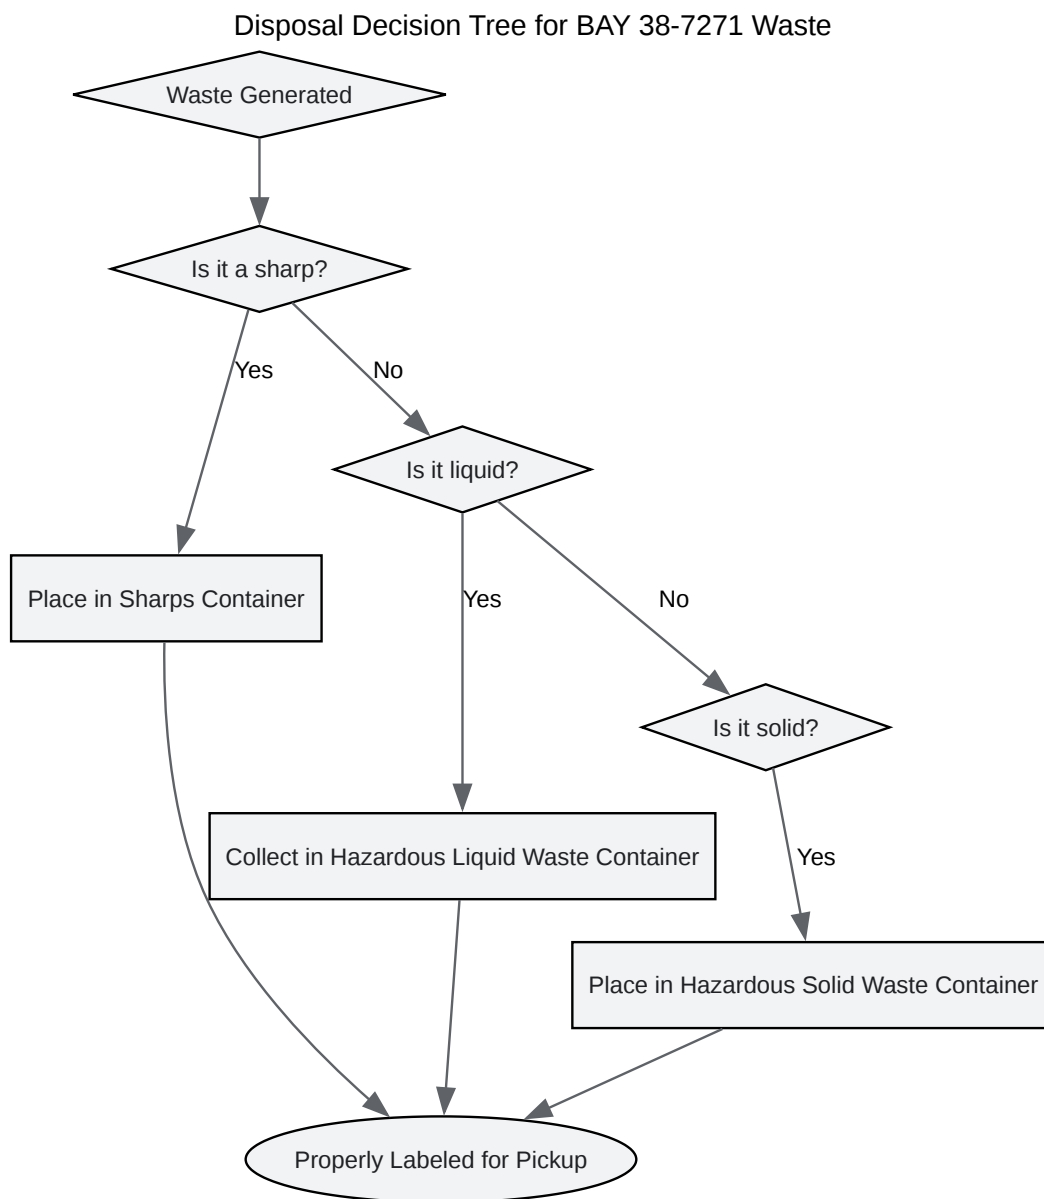 Disposal Decision Tree for BAY 38-7271 Waste
Waste Generated
Is it a sharp?
Yes
No
Is it liquid?
Place in Sharps Container
Yes
No
Is it solid?
Collect in Hazardous Liquid Waste Container
Yes
Place in Hazardous Solid Waste Container
Properly Labeled for Pickup